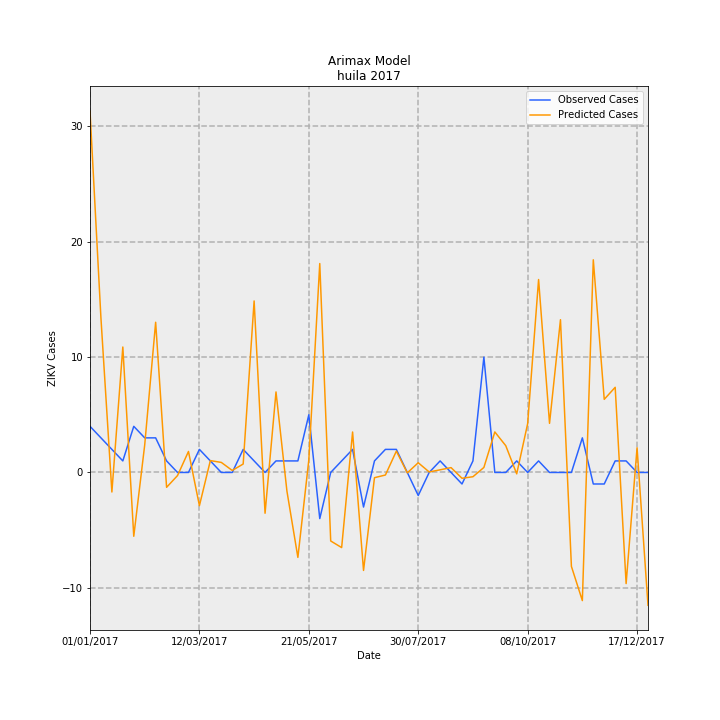 Arimax Model
huila 2017
Observed Cases
Predicted Cases
ZIKV Cases
30
20
10
0
−10
01/01/2017
12/03/2017
21/05/2017
30/07/2017
08/10/2017
17/12/2017
Date